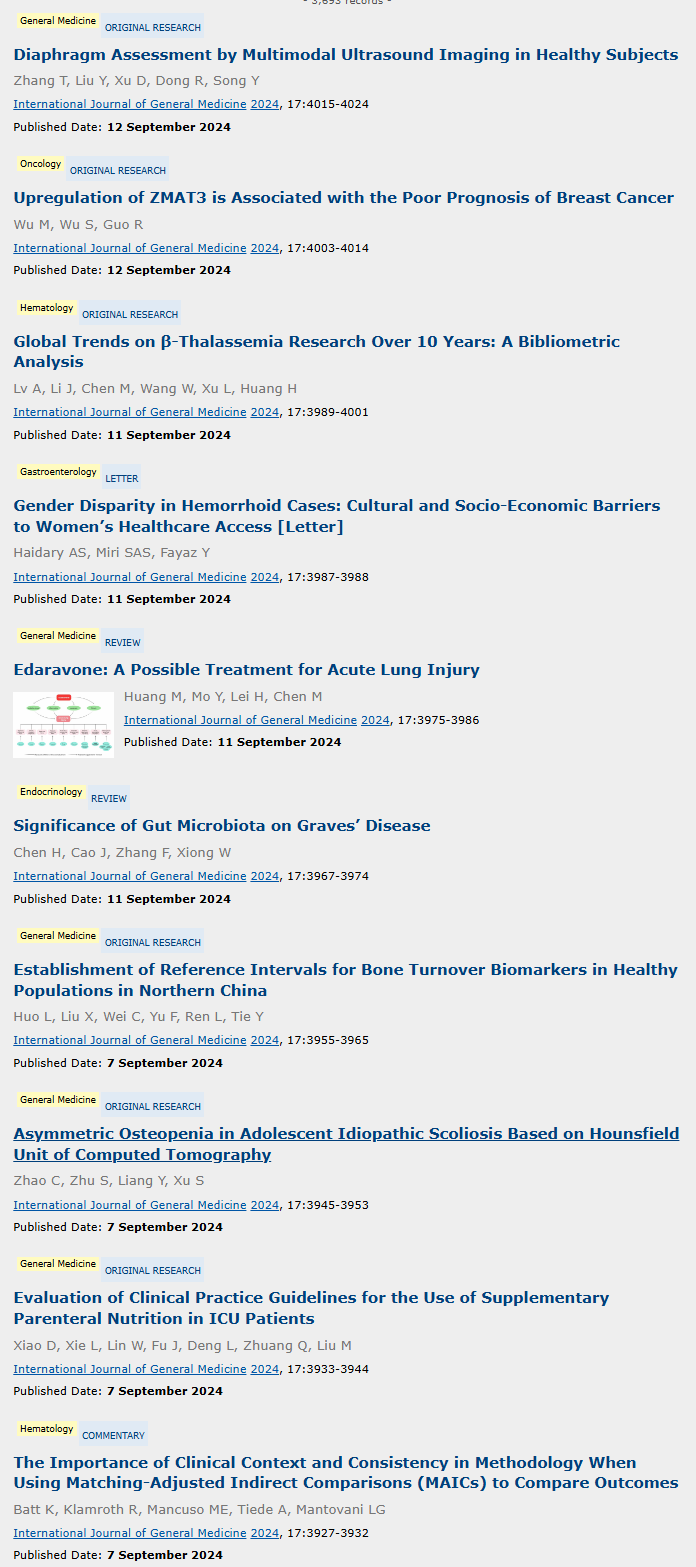 - 3,693 records -
General Medicine ORIGINAL RESEARCH
Diaphragm Assessment by Multimodal Ultrasound Imaging in Healthy Subjects
Zhang T, Liu Y, Xu D, Dong R, Song Y
International Journal of General Medicine 2024, 17:4015-4024
Published Date: 12 September 2024
Oncology ORIGINAL RESEARCH
Upregulation of ZMAT3 is Associated with the Poor Prognosis of Breast Cancer
Wu M, Wu S, Guo R
International Journal of General Medicine 2024, 17:4003-4014
Published Date: 12 September 2024
Hematology ORIGINAL RESEARCH
Global Trends on β-Thalassemia Research Over 10 Years: A Bibliometric
Analysis
Lv A, Li J, Chen M, Wang W, Xu L, Huang H
International Journal of General Medicine 2024, 17:3989-4001
Published Date: 11 September 2024
Gastroenterology LETTER
Gender Disparity in Hemorrhoid Cases: Cultural and Socio-Economic Barriers
to Women’s Healthcare Access [Letter]
Haidary AS, Miri SAS, Fayaz Y
International Journal of General Medicine 2024, 17:3987-3988
Published Date: 11 September 2024
General Medicine REVIEW
Edaravone: A Possible Treatment for Acute Lung Injury
Huang M, Mo Y, Lei H, Chen M
International Journal of General Medicine 2024, 17:3975-3986
Published Date: 11 September 2024
Endocrinology REVIEW
Significance of Gut Microbiota on Graves’ Disease
Chen H, Cao J, Zhang F, Xiong W
International Journal of General Medicine 2024, 17:3967-3974
Published Date: 11 September 2024
General Medicine ORIGINAL RESEARCH
Establishment of Reference Intervals for Bone Turnover Biomarkers in Healthy
Populations in Northern China
Huo L, Liu X, Wei C, Yu F, Ren L, Tie Y
International Journal of General Medicine 2024, 17:3955-3965
Published Date: 7 September 2024
General Medicine ORIGINAL RESEARCH
Asymmetric Osteopenia in Adolescent Idiopathic Scoliosis Based on Hounsfield
Unit of Computed Tomography
Zhao C, Zhu S, Liang Y, Xu S
International Journal of General Medicine 2024, 17:3945-3953
Published Date: 7 September 2024
General Medicine ORIGINAL RESEARCH
Evaluation of Clinical Practice Guidelines for the Use of Supplementary
Parenteral Nutrition in ICU Patients
Xiao D, Xie L, Lin W, Fu J, Deng L, Zhuang Q, Liu M
International Journal of General Medicine 2024, 17:3933-3944
Published Date: 7 September 2024
Hematology COMMENTARY
The Importance of Clinical Context and Consistency in Methodology When
Using Matching-Adjusted Indirect Comparisons (MAICs) to Compare Outcomes
Batt K, Klamroth R, Mancuso ME, Tiede A, Mantovani LG
International Journal of General Medicine 2024, 17:3927-3932
Published Date: 7 September 2024